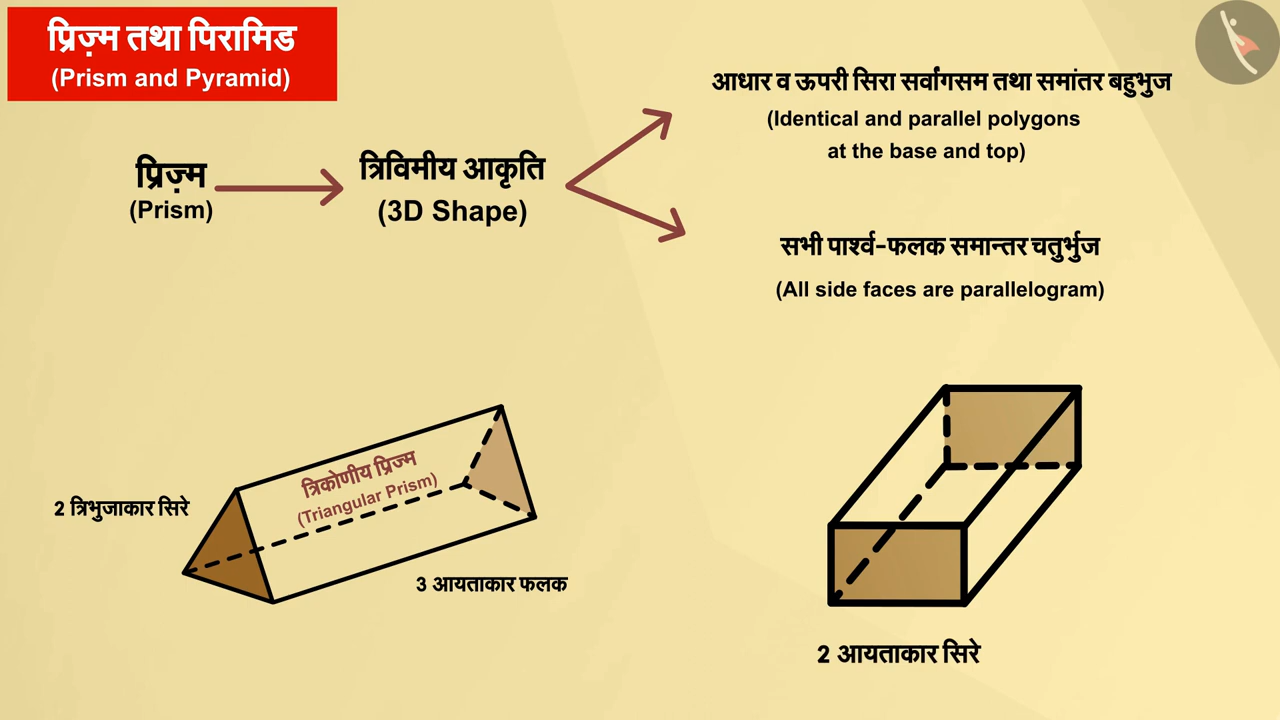 प्रिज़्म तथा पिरामिड
(Prism and Pyramid)
आधार व ऊपरी सिरा सर्वांगसम तथा समांतर बहुभुज
(Identical and parallel polygons
at the base and top)
प्रिज़्म
(Prism)
त्रिविमीय आकृति
(3D Shape)
सभी पार्श्व-फलक समान्तर चतुर्भुज
(All side faces are parallelogram)
त्रिकोणीय प्रिज्म
(Triangular Prism)
2 त्रिभुजाकार सिरे
3 आयताकार फलक
2 आयताकार सिरे